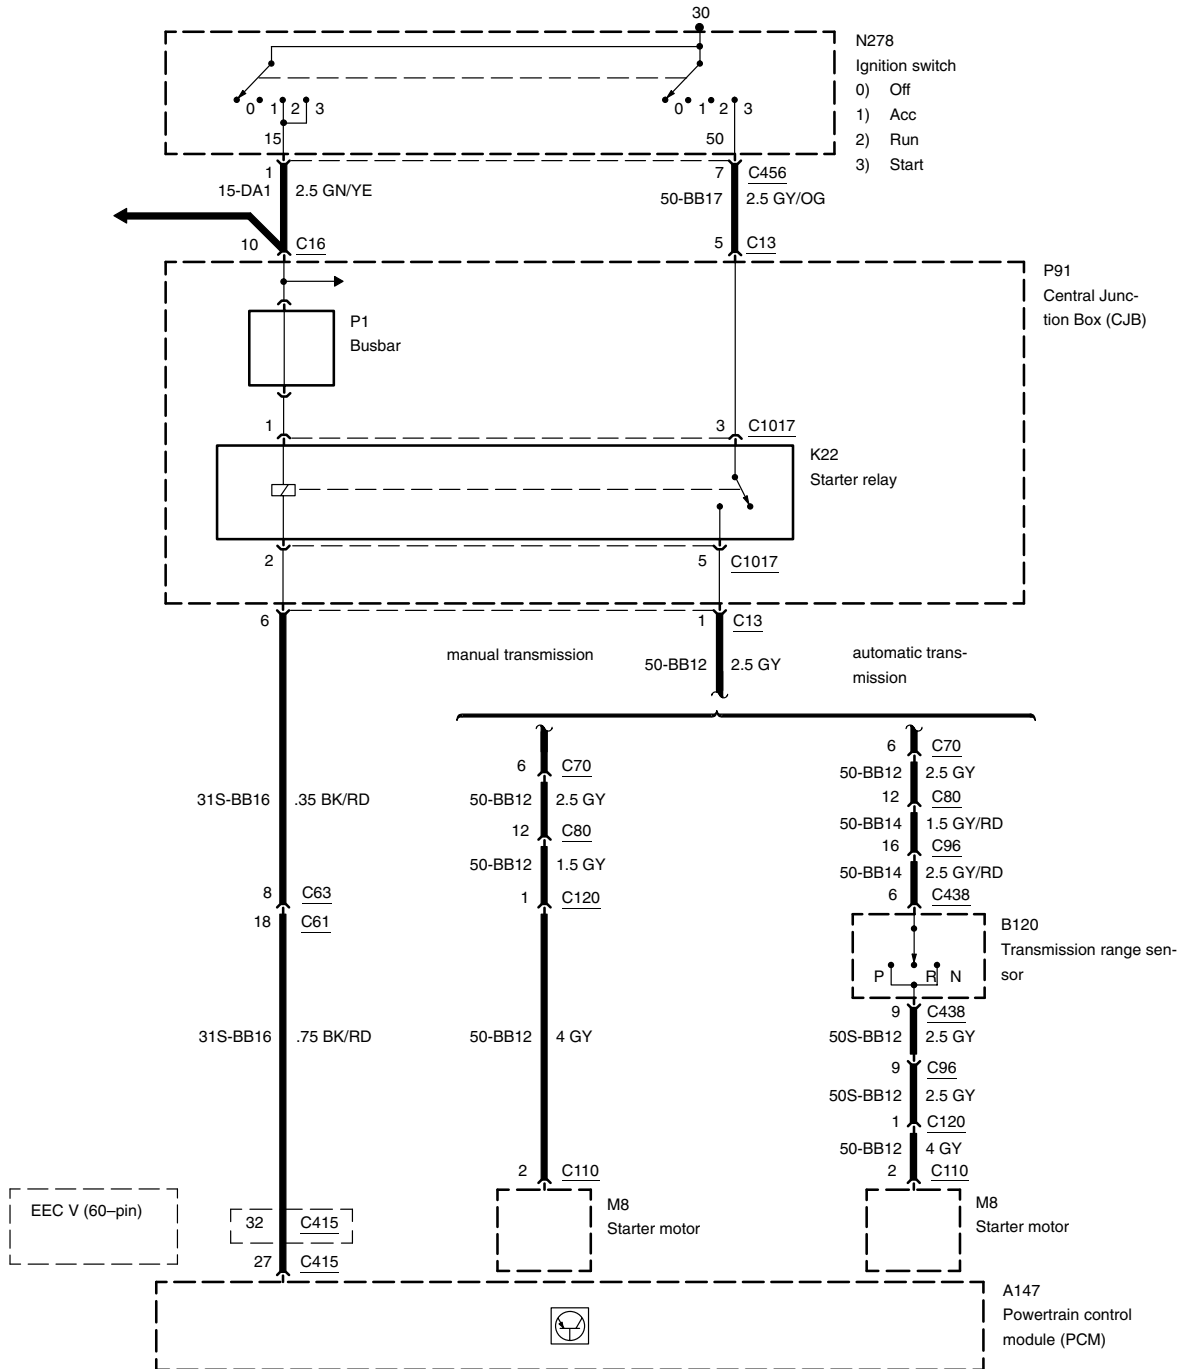 30
N278
Ignition switch
0) Off
1) Acc
2) Run
3) Start
0 1 2 3
0 1 2 3
15
50
1
7 C456
15-DA1 2.5 GN/YE
50-BB17 2.5 GY/OG
10 C16
5 C13
P91
Central Junc-
tion Box (CJB)
P1
Busbar
1
3 C1017
K22
Starter relay
2
5 C1017
6
1 C13
manual transmission
50-BB12 2.5 GY
automatic trans-
mission
6 C70
50-BB12 2.5 GY
12 C80
50-BB12 1.5 GY
1 C120
6 C70
50-BB12 2.5 GY
12 C80
50-BB14 1.5 GY/RD
16 C96
50-BB14 2.5 GY/RD
6 C438
31S-BB16 .35 BK/RD
8 C63
18 C61
B120
Transmission range sen-
sor
P R N
9 C438
50S-BB12 2.5 GY
31S-BB16 .75 BK/RD
50-BB12 4 GY
9 C96
50S-BB12 2.5 GY
1 C120
50-BB12 4 GY
2 C110
2 C110
M8
Starter motor
M8
Starter motor
EEC V (60–pin)
32 C415
27 C415
A147
Powertrain control
module (PCM)